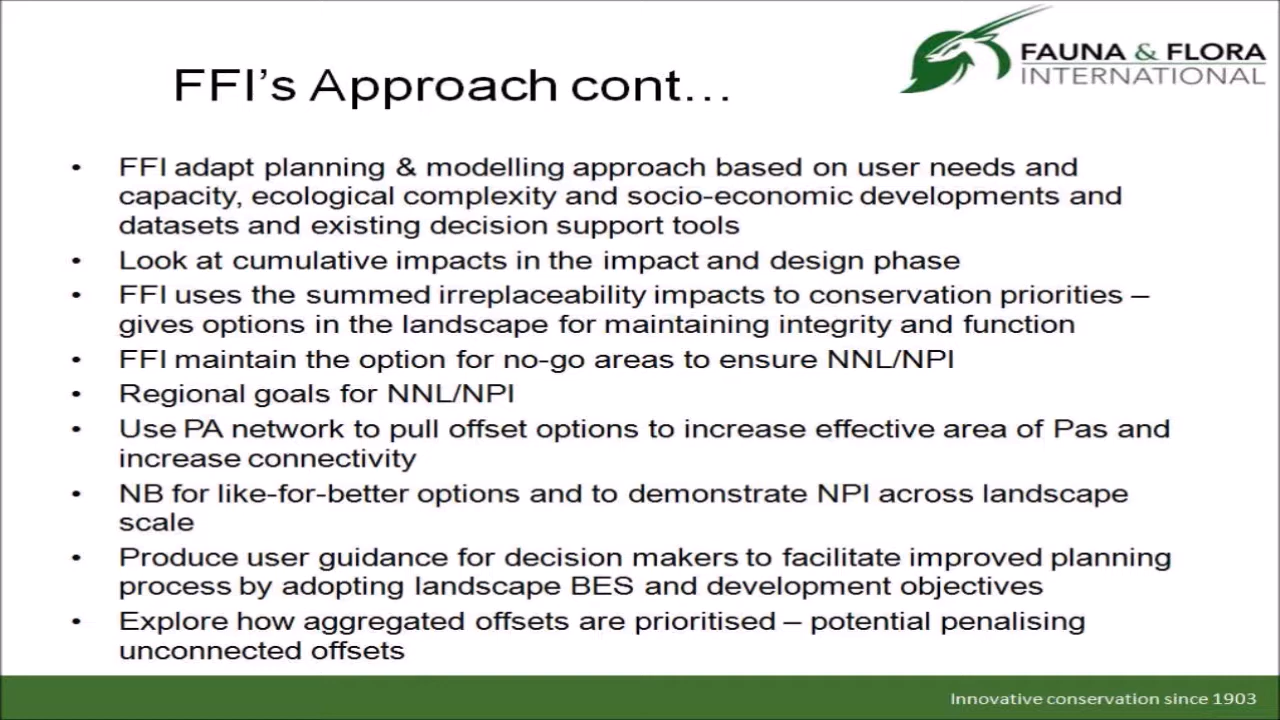 FAUNA & FLORA
INTERNATIONAL
FFI's Approach cont...
• FFI adapt planning & modelling approach based on user needs and
capacity, ecological complexity and socio-economic developments and
datasets and existing decision support tools
• Look at cumulative impacts in the impact and design phase
• FFI uses the summed irreplaceability impacts to conservation priorities –
gives options in the landscape for maintaining integrity and function
• FFI maintain the option for no-go areas to ensure NNL/NPI
• Regional goals for NNL/NPI
• Use PA network to pull offset options to increase effective area of Pas and
increase connectivity
• NB for like-for-better options and to demonstrate NPI across landscape
scale
• Produce user guidance for decision makers to facilitate improved planning
process by adopting landscape BES and development objectives
• Explore how aggregated offsets are prioritised – potential penalising
unconnected offsets
Innovative conservation since 1903